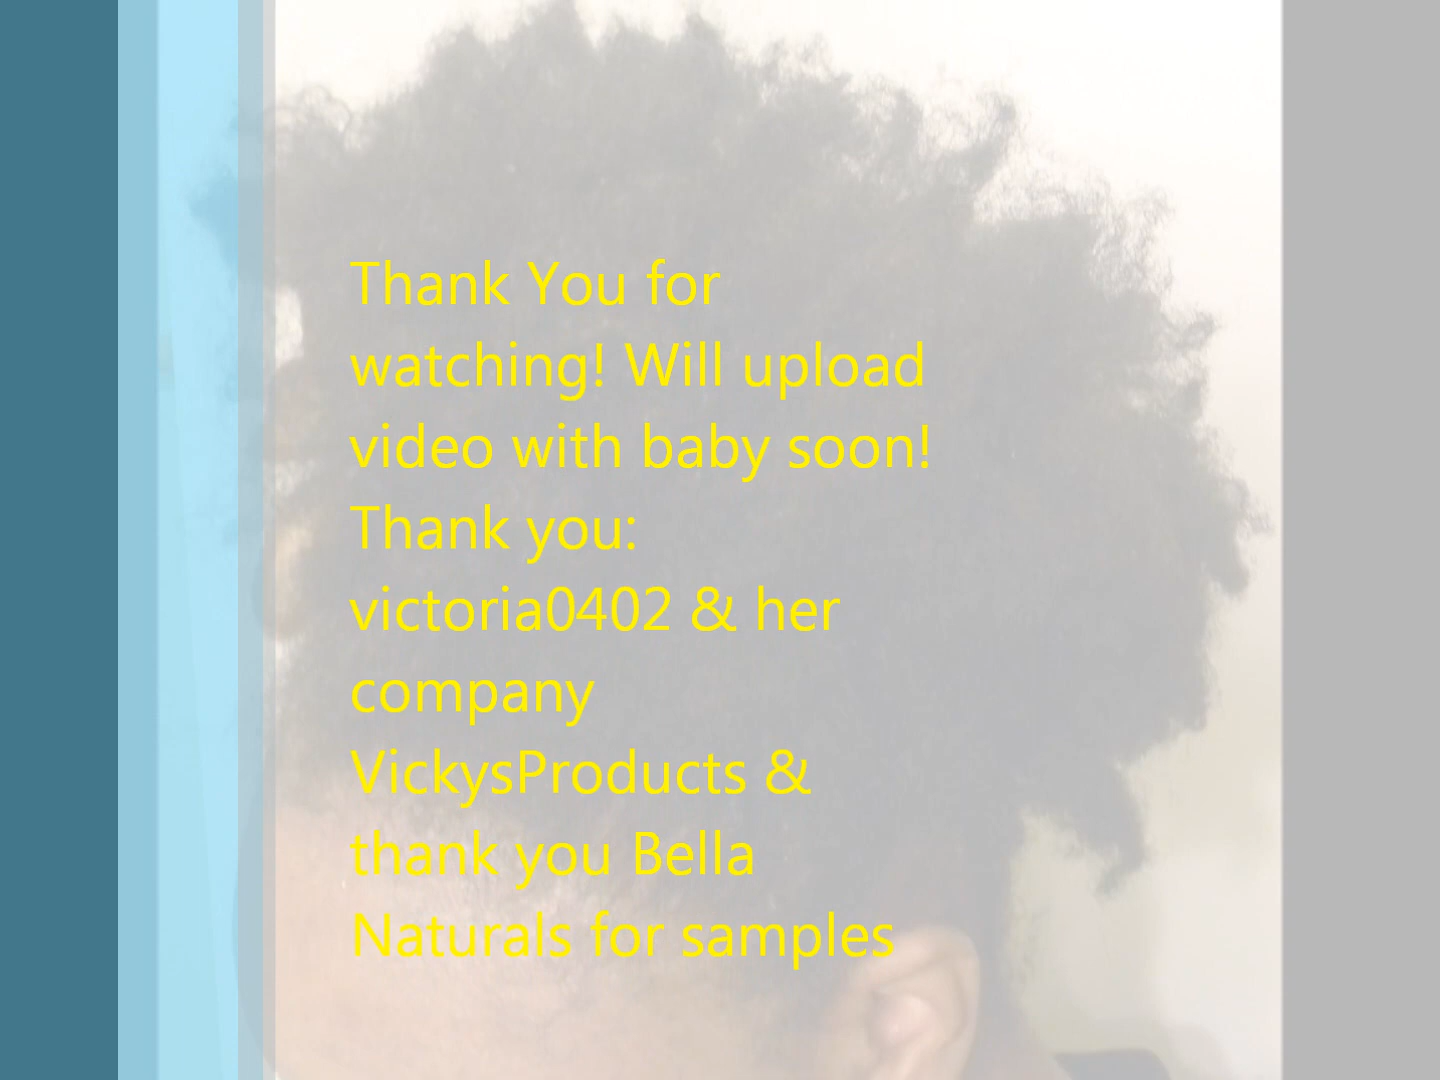 Thank You for
watching! Will upload
video with baby soon!
Thank you:
victoria0402 & her
company
VickysProducts &
thank you Bella
Naturals for samples